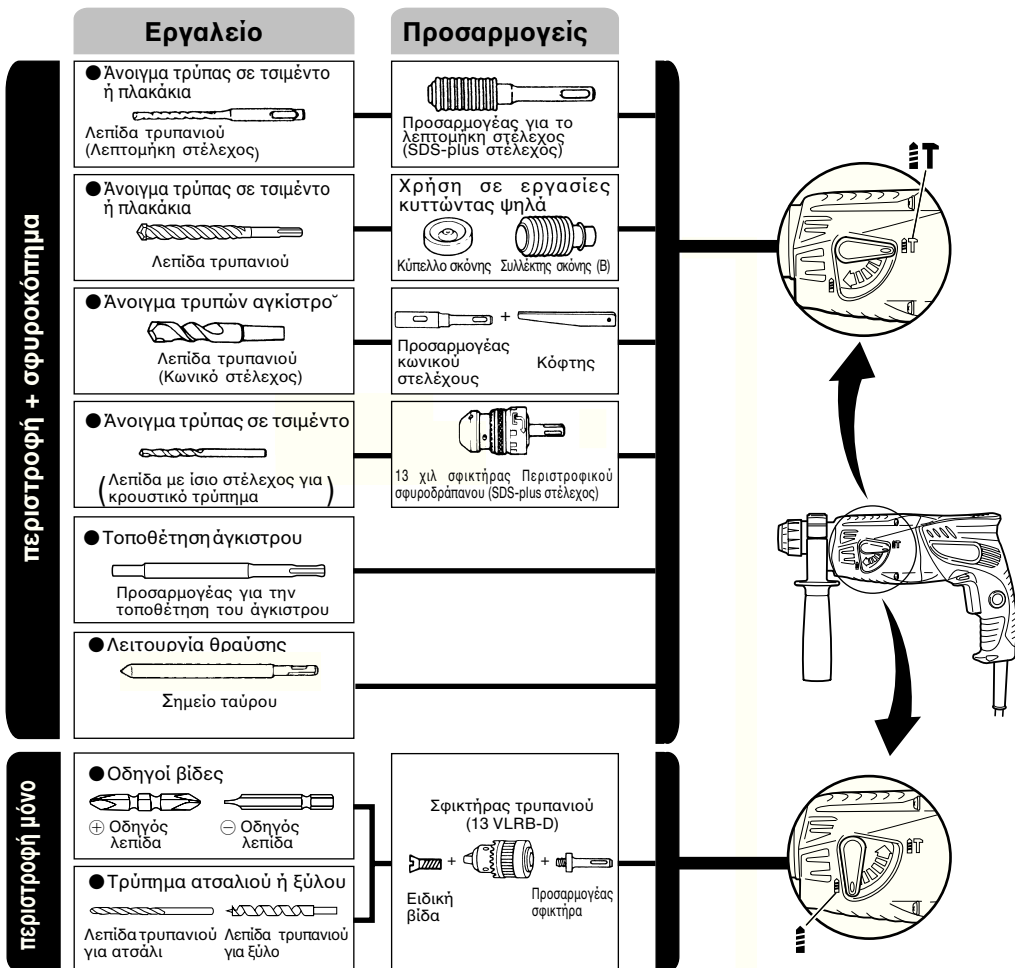 Εργαλείο
Προσαρμογείς
περιστροφή + σφυροκόπημα
● Άνοιγμα τρύπας σε τσιμέντο
ή πλακάκια
Λεπίδα τρυπανιού
(Λεπτομήκη στέλεχος)
Προσαρμογέας για το
λεπτομήκη στέλεχος
(SDS-plus στέλεχος)
● Άνοιγμα τρύπας σε τσιμέντο
ή πλακάκια
Λεπίδα τρυπανιού
Χρήση σε εργασίες
κυττώντας ψηλά
Κύπελλο σκόνης Συλλέκτης σκόνης (B)
● Άνοιγμα τρυπών αγκίστρο˘
Λεπίδα τρυπανιού
(Κωνικό στέλεχος)
+
Προσαρμογέας
κωνικού
στελέχους
Κόφτης
● Άνοιγμα τρύπας σε τσιμέντο
(Λεπίδα με ίσιο στέλεχος για
κρουστικό τρύπημα)
13 χιλ σφικτήρας Περιστροφικού
σφυροδράπανου (SDS-plus στέλεχος)
● Τοποθέτηση άγκιστρου
Προσαρμογέας για την
τοποθέτηση του άγκιστρου
● Λειτουργία θραύσης
Σημείο ταύρου
περιστροφή μόνο
● Οδηγοί βίδες
⊕ Οδηγός
λεπίδα
⊖ Οδηγός
λεπίδα
● Τρύπημα ατσαλιού ή ξύλου
Λεπίδα τρυπανιού
για ατσάλι
Λεπίδα τρυπανιού
για ξύλο
Σφικτήρας τρυπανιού
(13 VLRB-D)
+ +
Ειδική
βίδα
Προσαρμογέας
σφικτήρα